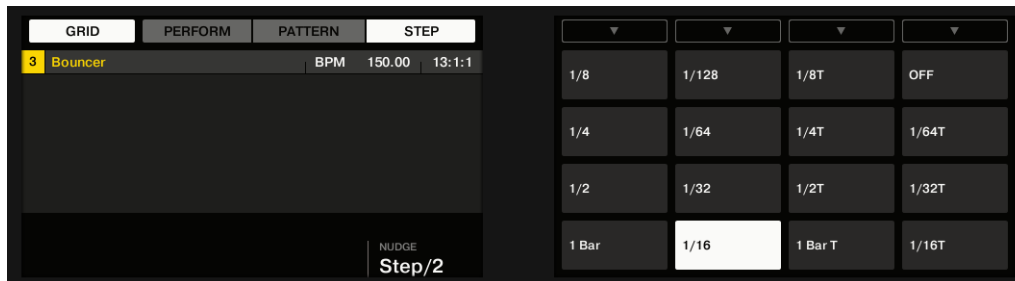 GRID PERFORM PATTERN STEP
3 Bouncer BPM 150.00 13:1:1
NUDGE
Step/2
1/8 1/128 1/8T OFF
1/4 1/64 1/4T 1/64T
1/2 1/32 1/2T 1/32T
1 Bar 1/16 1 Bar T 1/16T